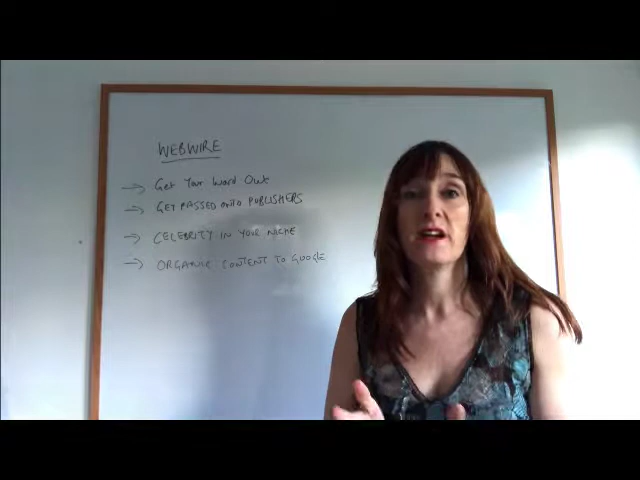 WEBWIRE
→ Get Your Word Out
→ GET PASSED ONTO PUBLISHERS
→ CELEBRITY IN YOUR NICHE
→ ORGANIC CONTENT TO GOOGLE